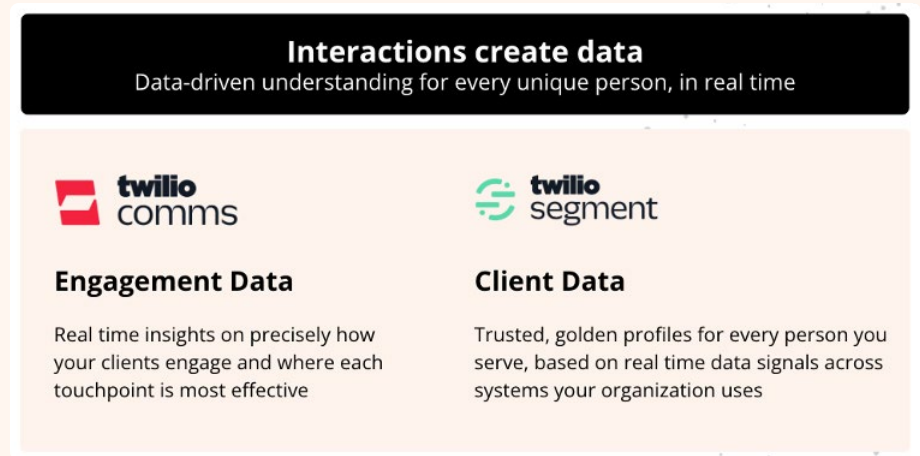 Interactions create data
Data-driven understanding for every unique person, in real time
twilio
comms
Engagement Data
Real time insights on precisely how
your clients engage and where each
touchpoint is most effective
twilio
segment
Client Data
Trusted, golden profiles for every person you
serve, based on real time data signals across
systems your organization uses